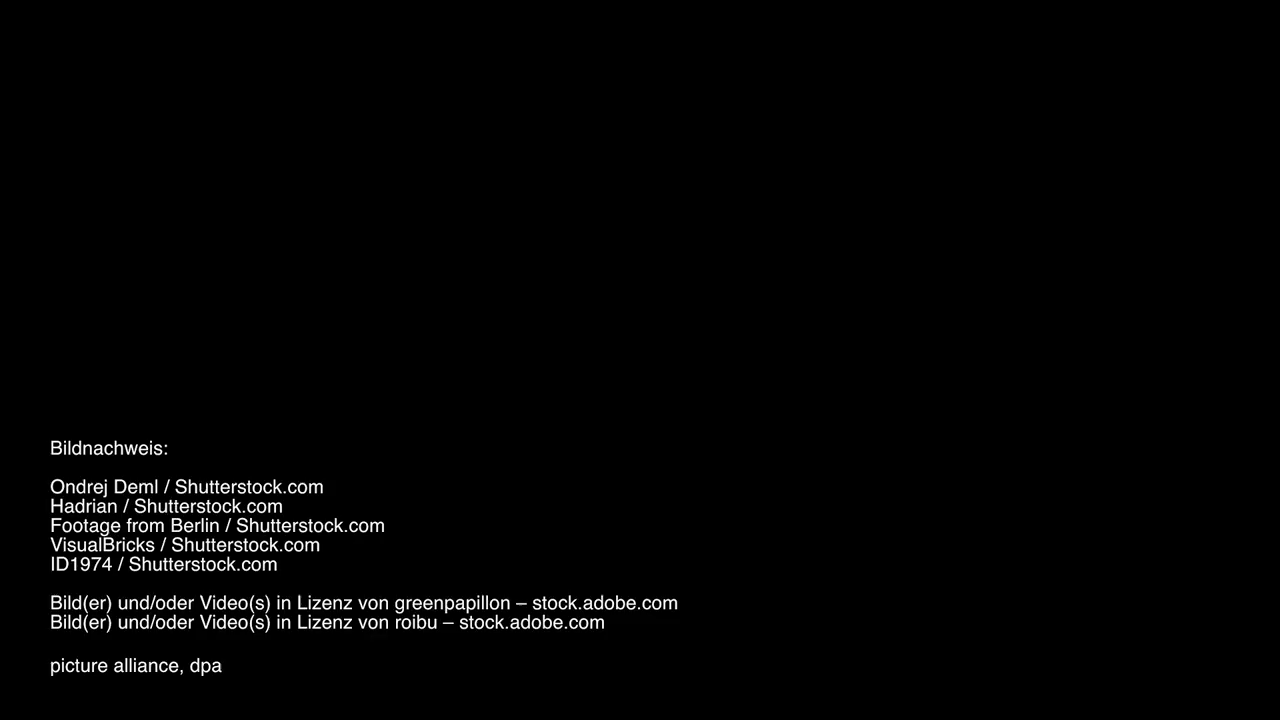 Bildnachweis:
Ondrej Deml / Shutterstock.com
Hadrian / Shutterstock.com
Footage from Berlin / Shutterstock.com
VisualBricks / Shutterstock.com
ID1974 / Shutterstock.com
Bild(er) und/oder Video(s) in Lizenz von greenpapillon – stock.adobe.com
Bild(er) und/oder Video(s) in Lizenz von roibu – stock.adobe.com
picture alliance, dpa